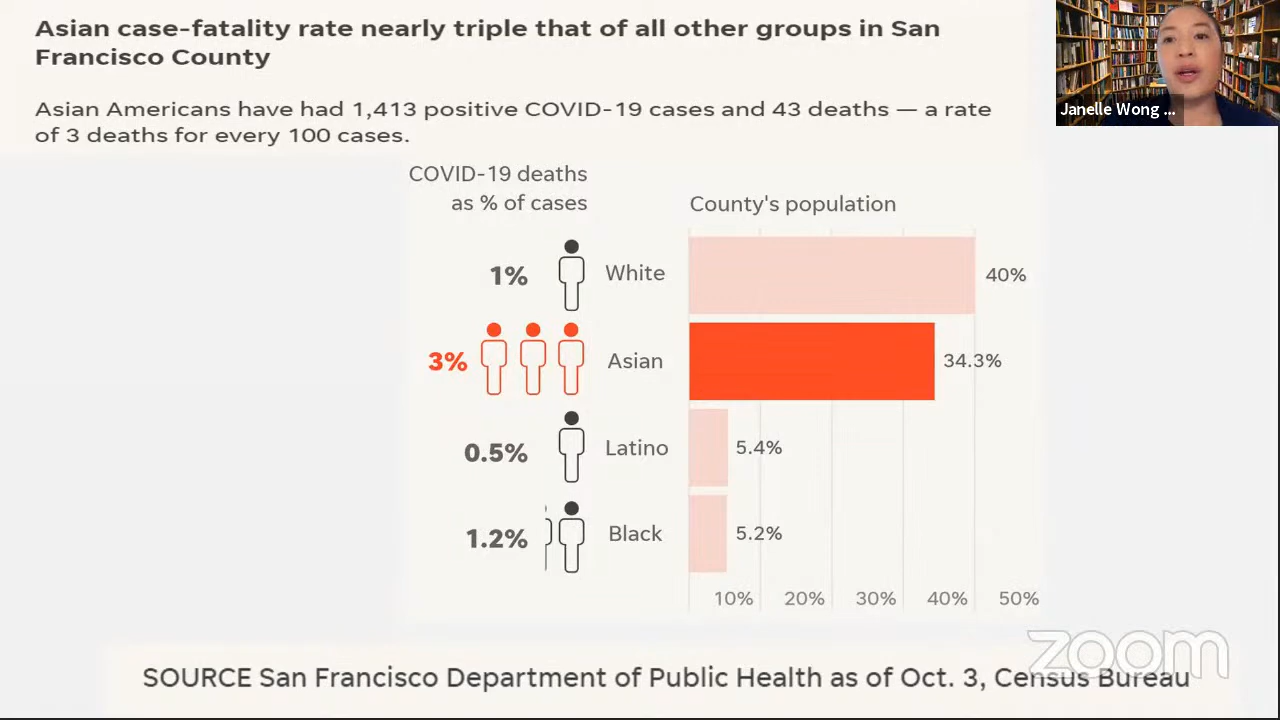 Asian case-fatality rate nearly triple that of all other groups in San
Francisco County
Asian Americans have had 1,413 positive COVID-19 cases and 43 deaths — a rate
of 3 deaths for every 100 cases.
Janelle Wong ...
COVID-19 deaths
as % of cases
County's population
1% White 40%
3% Asian 34.3%
0.5% Latino 5.4%
1.2% Black 5.2%
10% 20% 30% 40% 50%
zoom
SOURCE San Francisco Department of Public Health as of Oct. 3, Census Bureau